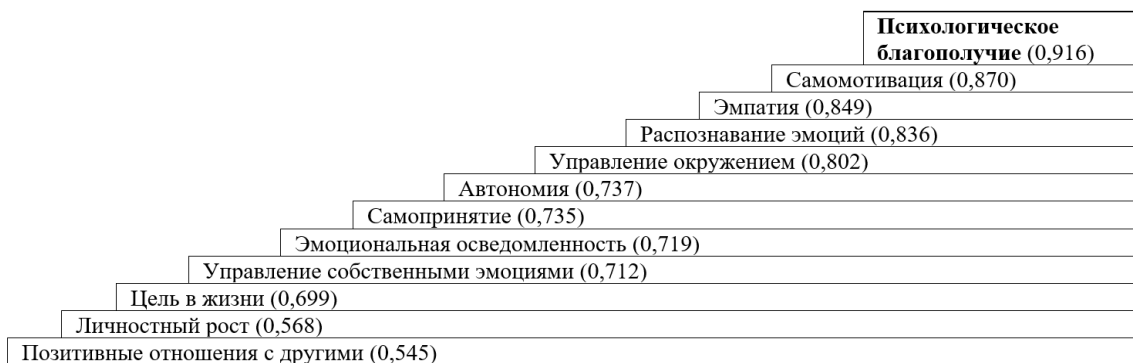 Психологическое
благополучие (0,916)
Самомотивация (0,870)
Эмпатия (0,849)
Распознавание эмоций (0,836)
Управление окружением (0,802)
Автономия (0,737)
Самопринятие (0,735)
Эмоциональная осведомленность (0,719)
Управление собственными эмоциями (0,712)
Цель в жизни (0,699)
Личностный рост (0,568)
Позитивные отношения с другими (0,545)